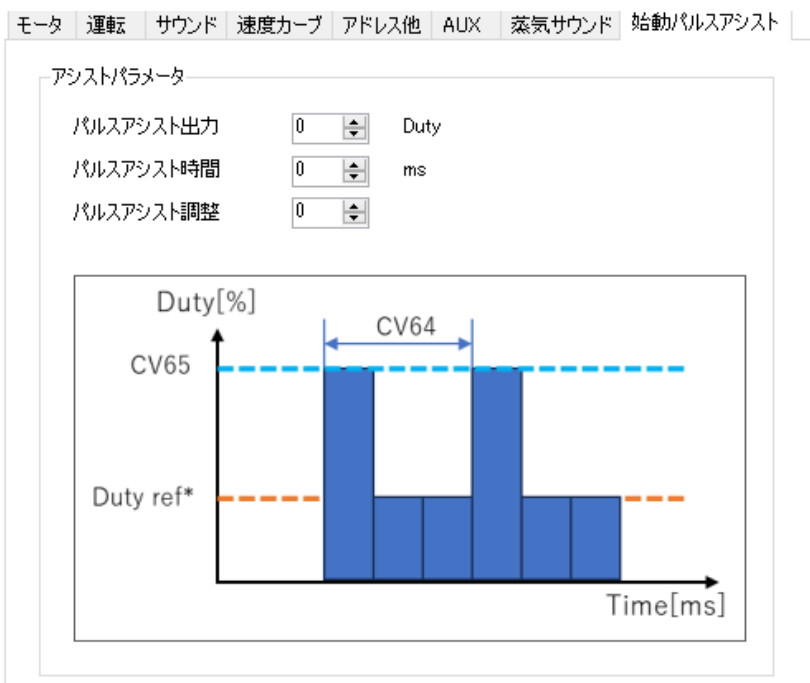 モータ 運転 サウンド 速度カーブ アドレス他 AUX 蒸気サウンド 始動パルスアシスト
アシストパラメータ
パルスアシスト出力 0 Duty
パルスアシスト時間 0 ms
パルスアシスト調整 0
Duty[%]
CV64
CV65
Duty ref*
Time[ms]